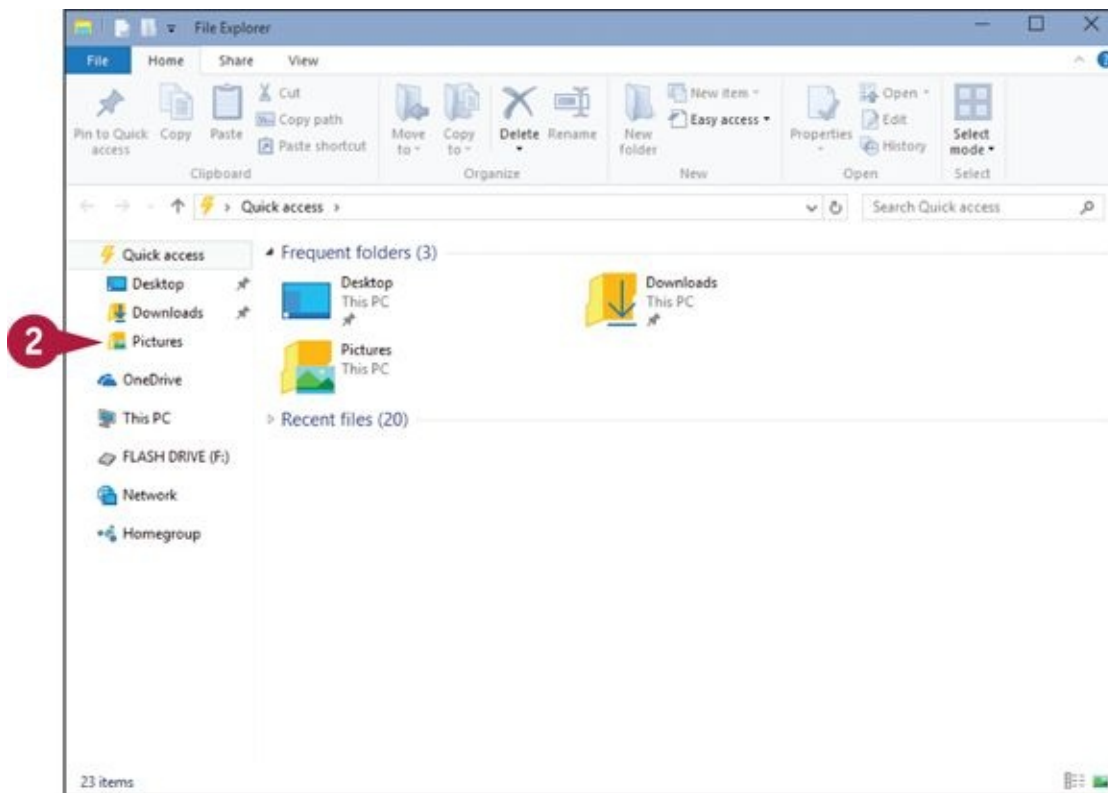 File Explorer
File Home Share View
Pin to Quick access
Copy
Paste
Cut
Copy path
Paste shortcut
Clipboard
Move to
Copy to
Delete
Rename
Organize
New folder
New item
Easy access
New
Properties
Open
Edit
History
Open
Select mode
Select
Quick access
Search Quick access
Quick access
Desktop
Downloads
2
Pictures
OneDrive
This PC
FLASH DRIVE (F:)
Network
Homegroup
Frequent folders (3)
Desktop
This PC
Downloads
This PC
Pictures
This PC
Recent files (20)
23 items